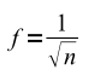 f = 1/√n